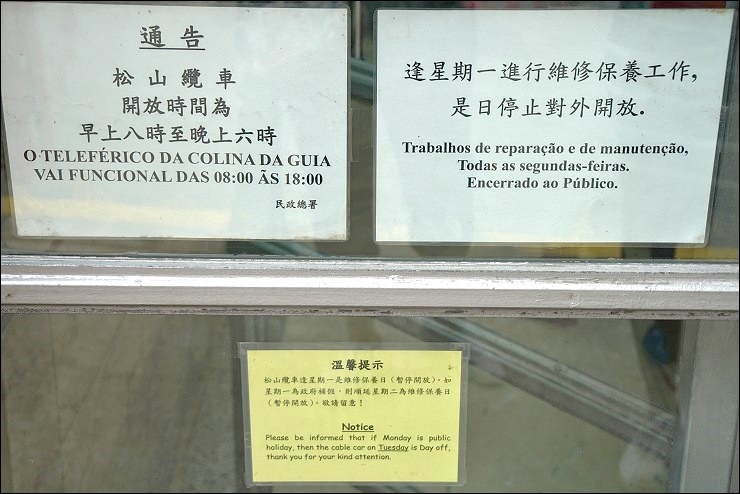 通告
松山纜車
開放時間為
早上八時至晚上六時
O TELEFÉRICO DA COLINA DA GUIA
VAI FUNCIONAL DAS 08:00 ÃS 18:00
民政總署
逢星期一進行維修保養工作,
是日停止對外開放.
Trabalhos de reparação e de manutenção,
Todas as segundas-feiras.
Encerrado ao Público.
溫馨提示
松山纜車逢星期一是維修保養日(暫停開放)。如
星期一為政府補假，則順延星期二為維修保養日
(暫停開放)。敬請留意！
Notice
Please be informed that if Monday is public
holiday, then the cable car on Tuesday is Day off,
thank you for your kind attention.